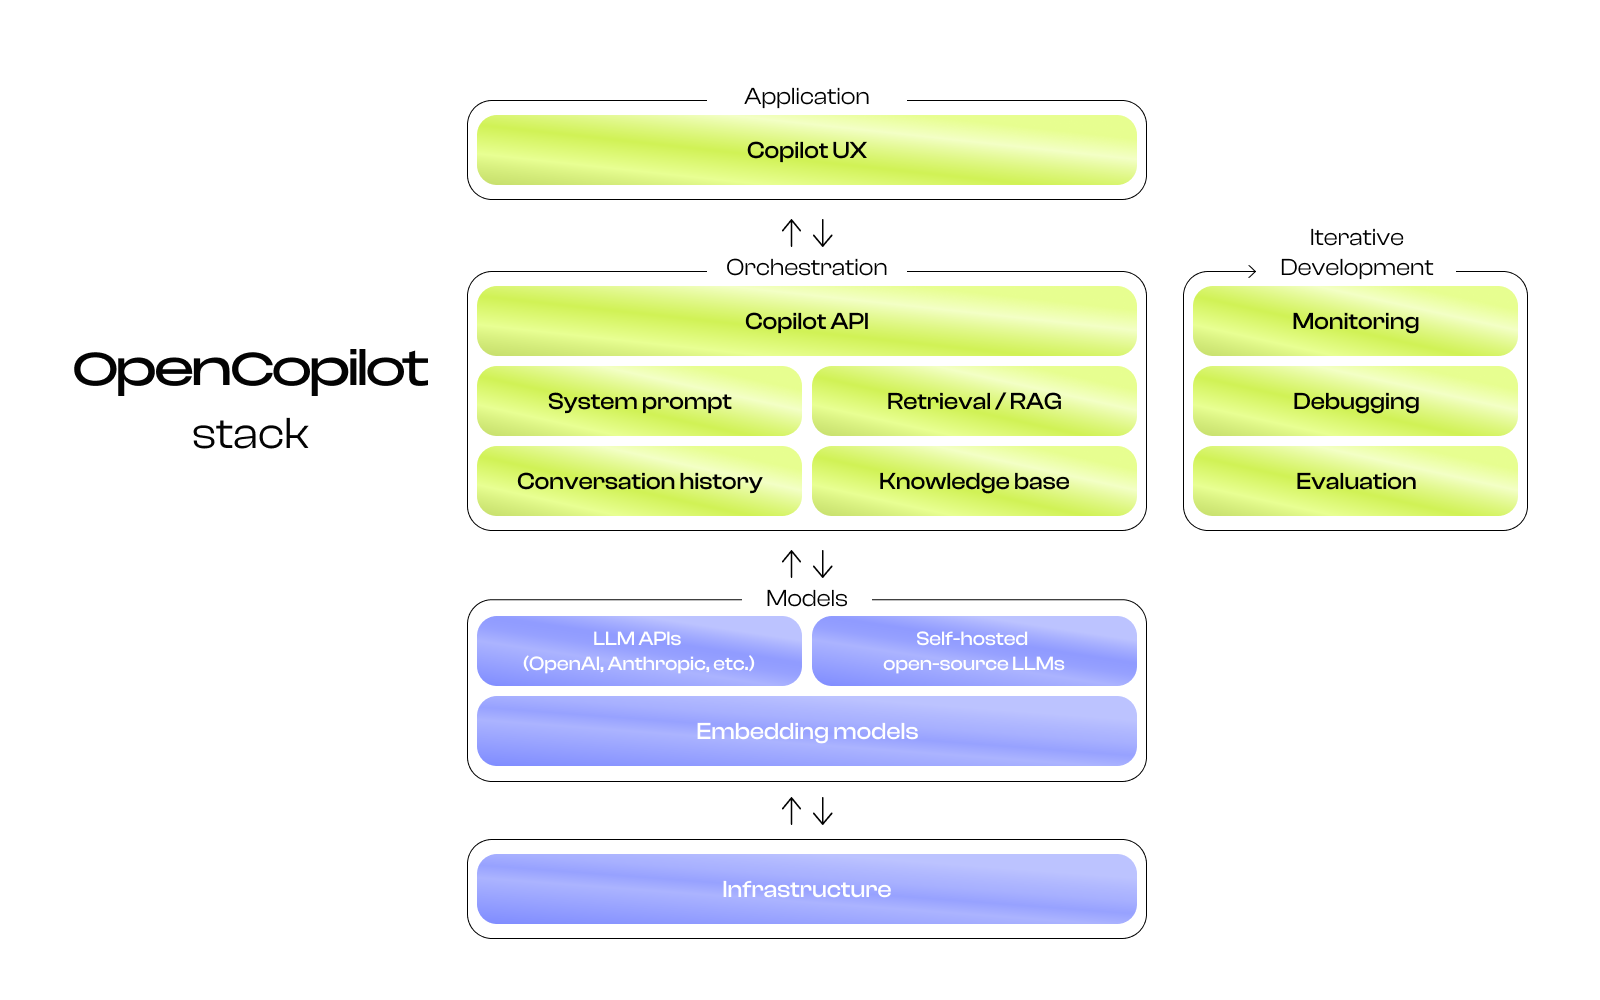 OpenCopilot
stack
Application
Copilot UX
Orchestration
Copilot API
System prompt
Retrieval / RAG
Conversation history
Knowledge base
Iterative
Development
Monitoring
Debugging
Evaluation
Models
LLM APIs
(OpenAI, Anthropic, etc.)
Self-hosted
open-source LLMs
Embedding models
Infrastructure